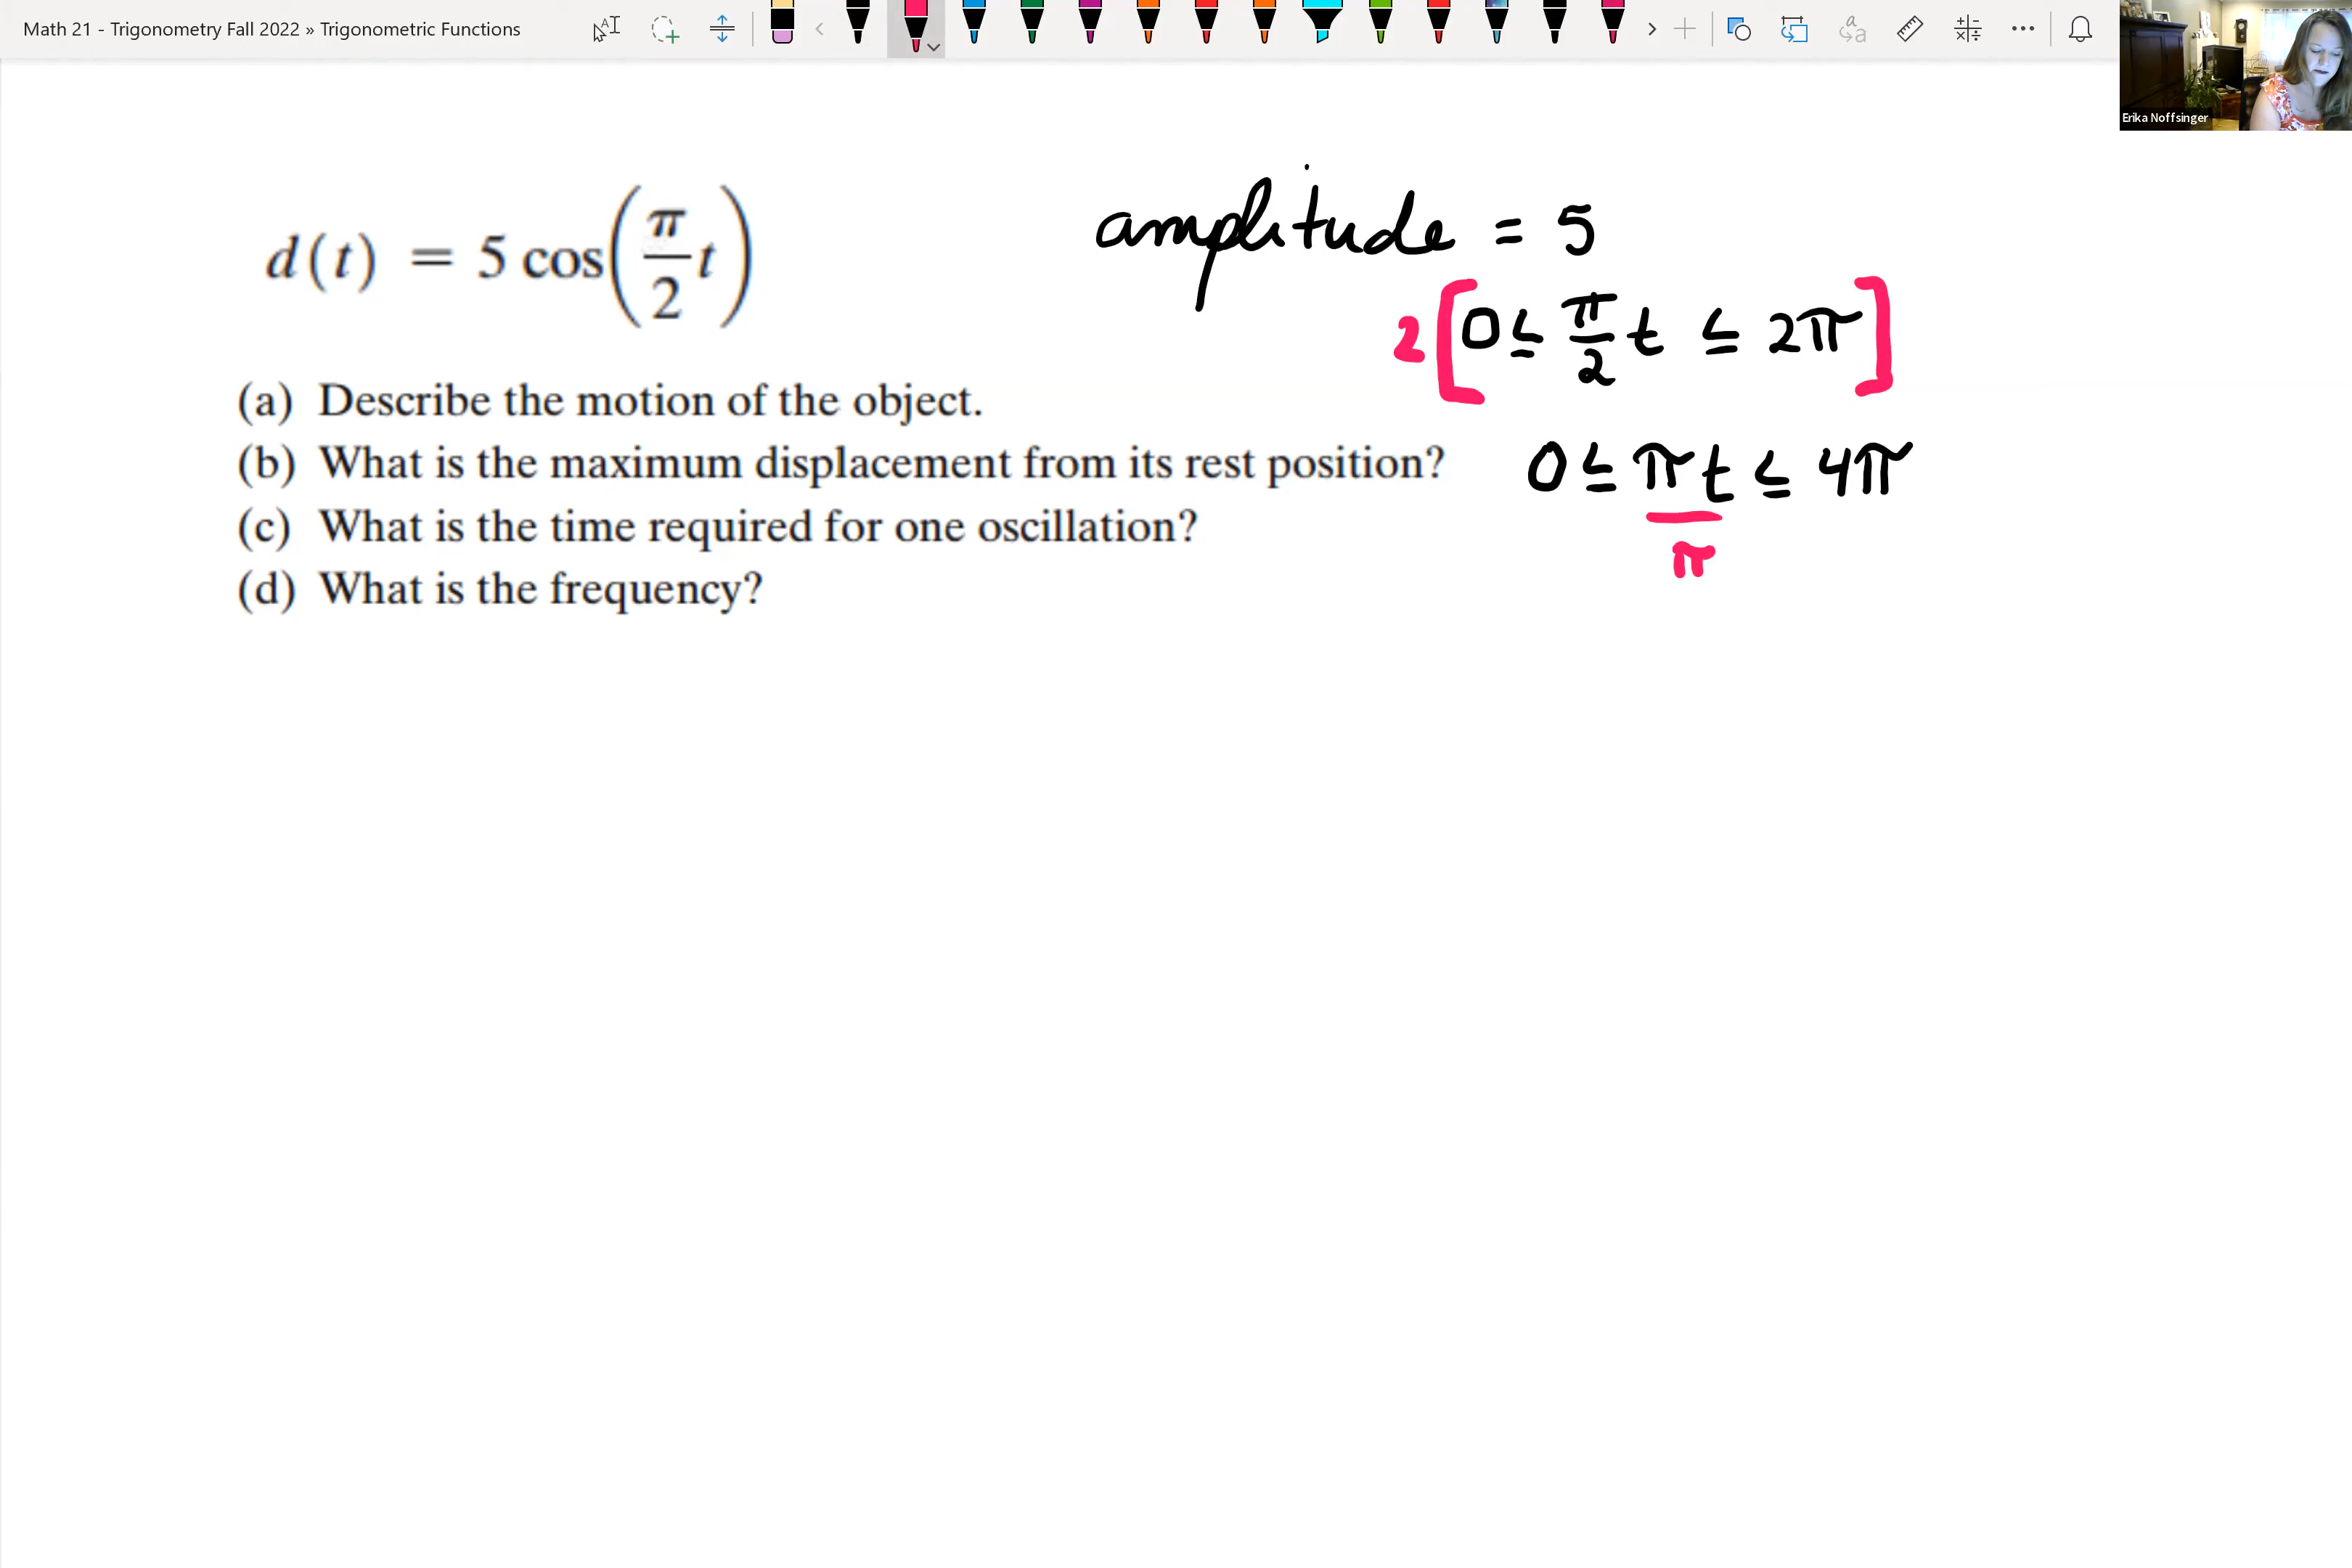 Math 21 - Trigonometry Fall 2022 » Trigonometric Functions
Erika Noffsinger
d(t) = 5 cos(π/2 t)
amplitude = 5
2[0 ≤ π/2 t ≤ 2π]
(a) Describe the motion of the object.
(b) What is the maximum displacement from its rest position?
0 ≤ πt ≤ 4π
π
(c) What is the time required for one oscillation?
(d) What is the frequency?